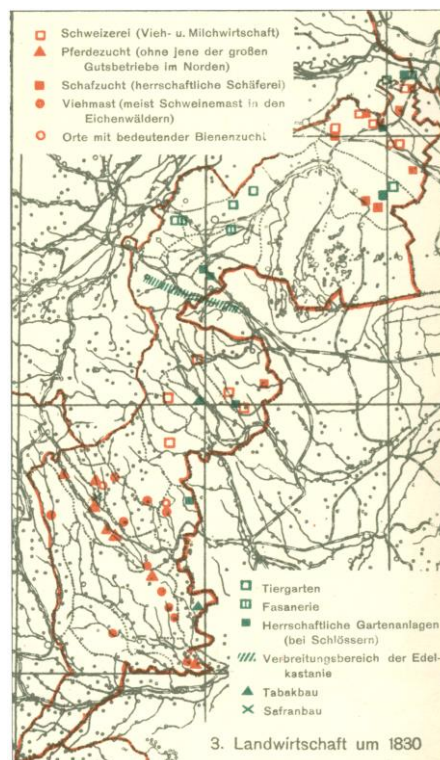 Schweizerei (Vieh- u. Milchwirtschaft)
Pferdezucht (ohne jene der großen
Gutsbetriebe im Norden)
Schafzucht (herrschaftliche Schäferei)
Viehmast (meist Schweinemast in den
Eichenwäldern)
Orte mit bedeutender Bienenzucht
Tiergarten
Fasanerie
Herrschaftliche Gartenanlagen
(bei Schlössern)
Verbreitungsbereich der Edel-
kastanie
Tabakbau
Safranbau
3. Landwirtschaft um 1830